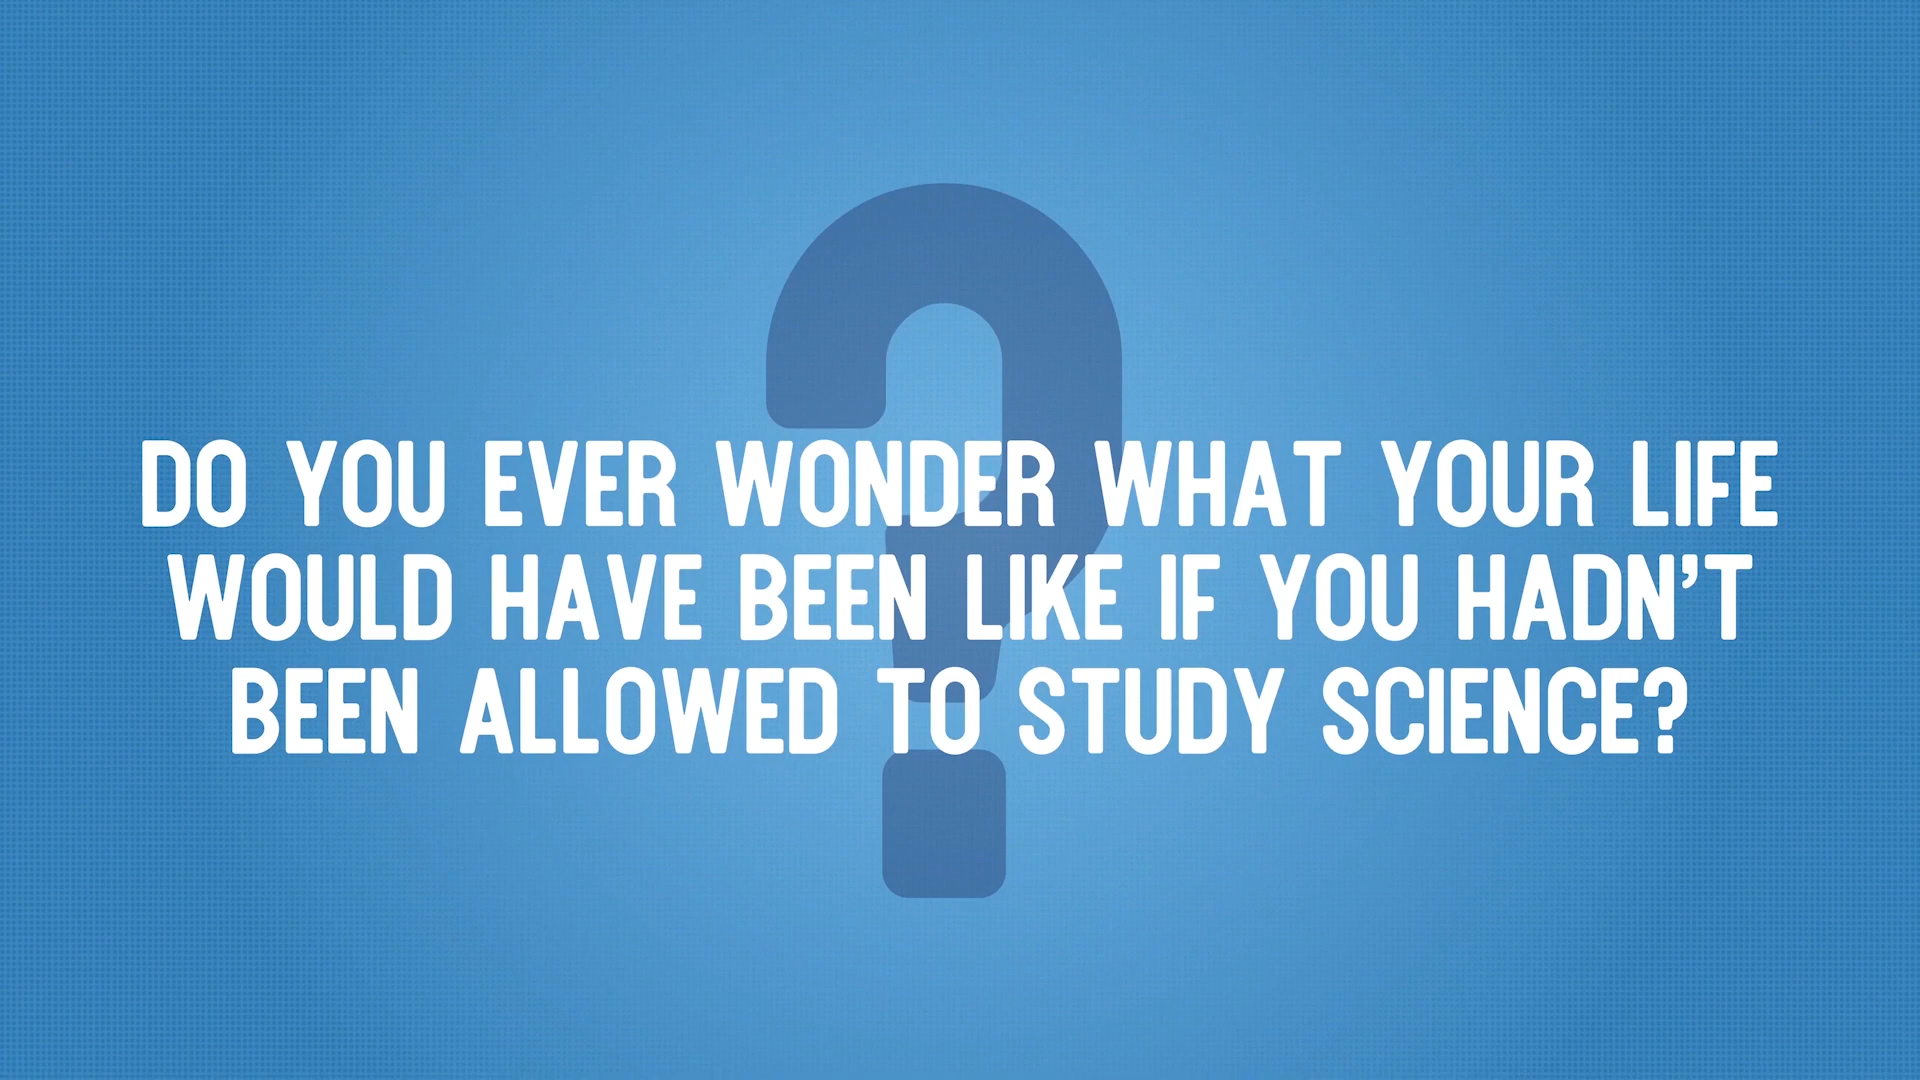 DO YOU EVER WONDER WHAT YOUR LIFE
WOULD HAVE BEEN LIKE IF YOU HADN’T
BEEN ALLOWED TO STUDY SCIENCE?